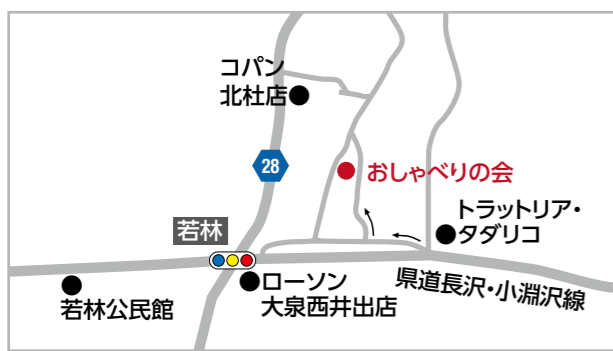 コパン
北杜店
28
おしゃべりの会
トラットリア・
タダリコ
若林
ローソン
大泉西井出店
県道長沢・小淵沢線
若林公民館